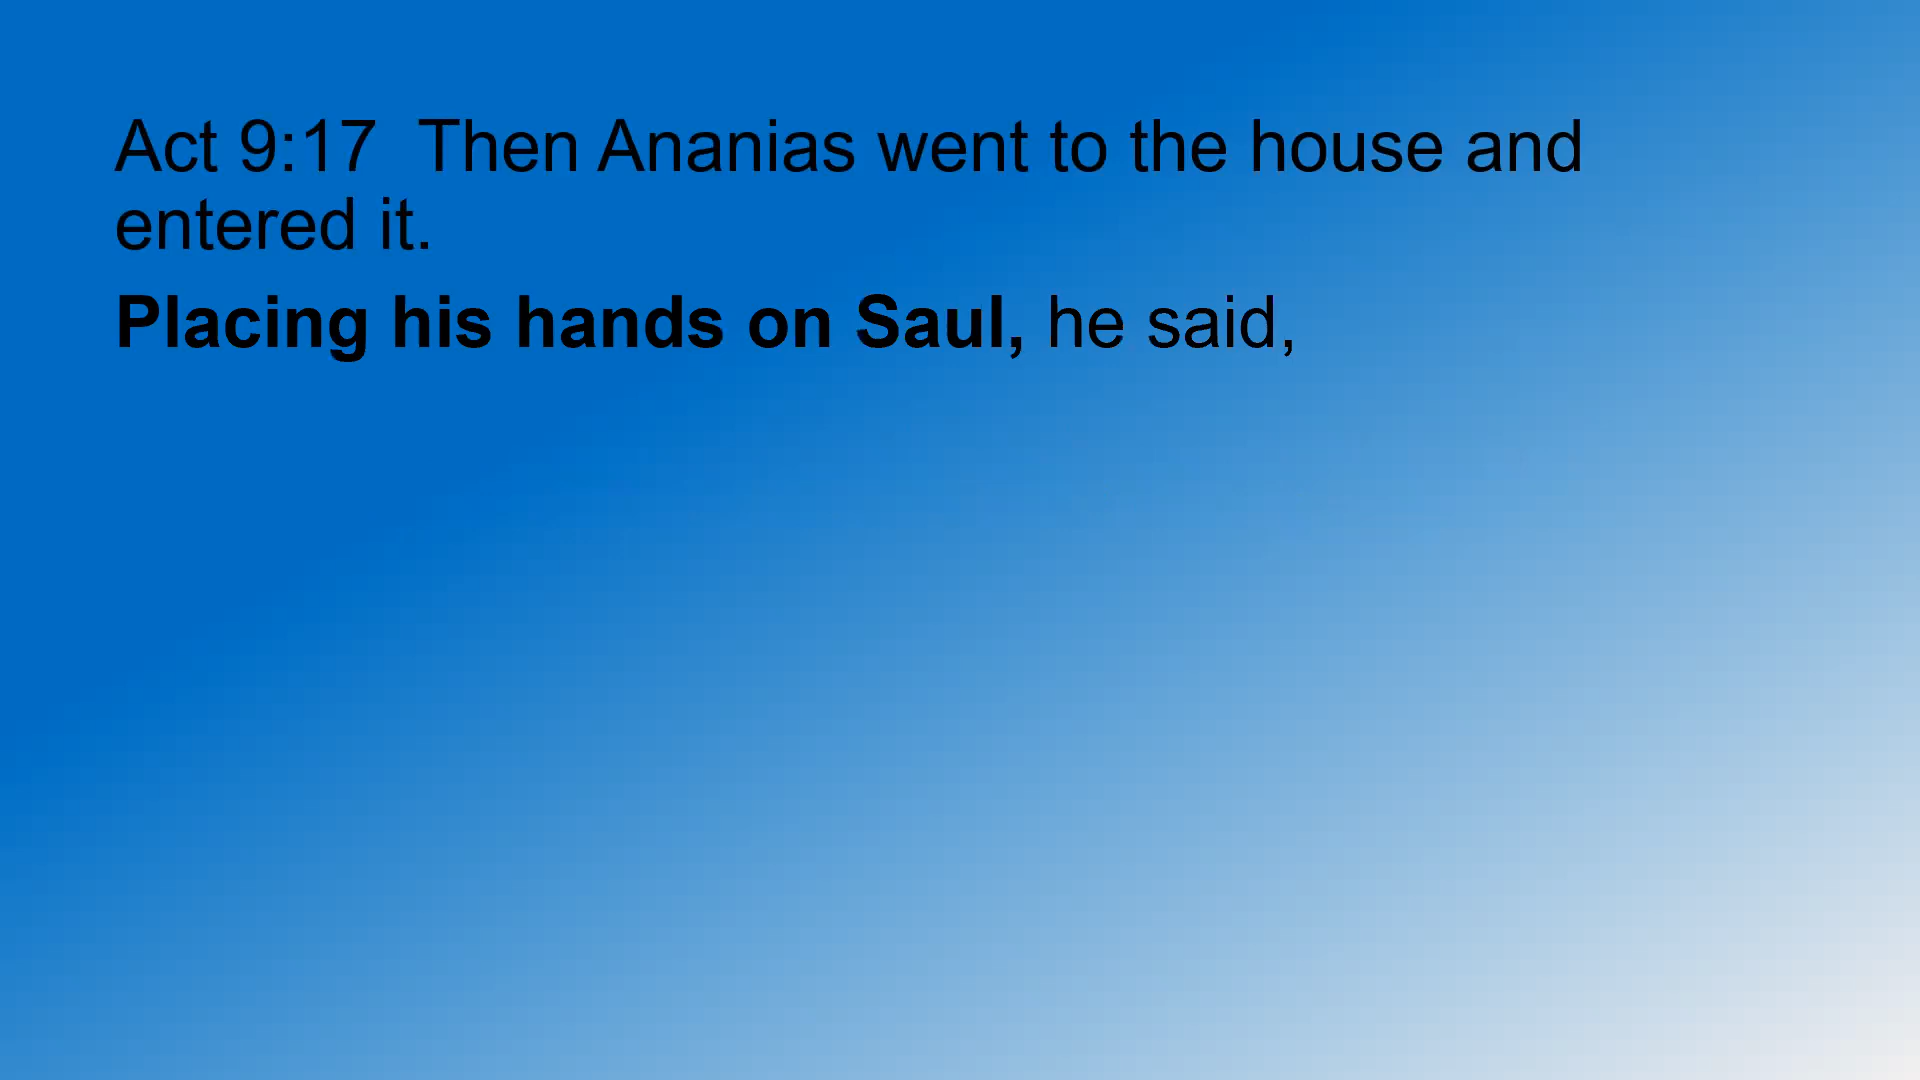 Act 9:17  Then Ananias went to the house and
entered it.
Placing his hands on Saul, he said,